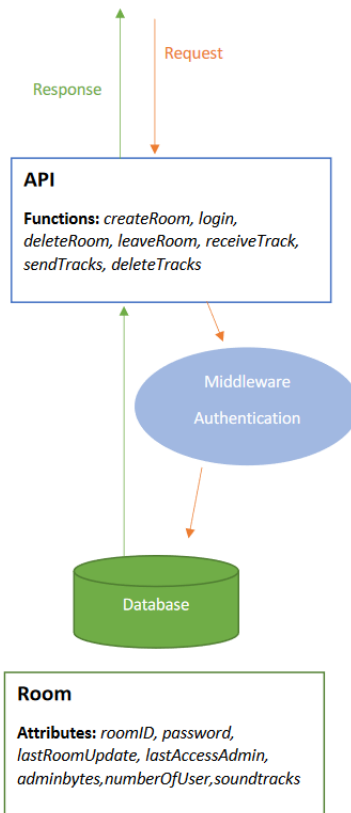 Request
Response
API
Functions: createRoom, login,
deleteRoom, leaveRoom, receiveTrack,
sendTracks, deleteTracks
Middleware
Authentication
Database
Room
Attributes: roomID, password,
lastRoomUpdate, lastAccessAdmin,
adminbytes,numberOfUser,soundtracks